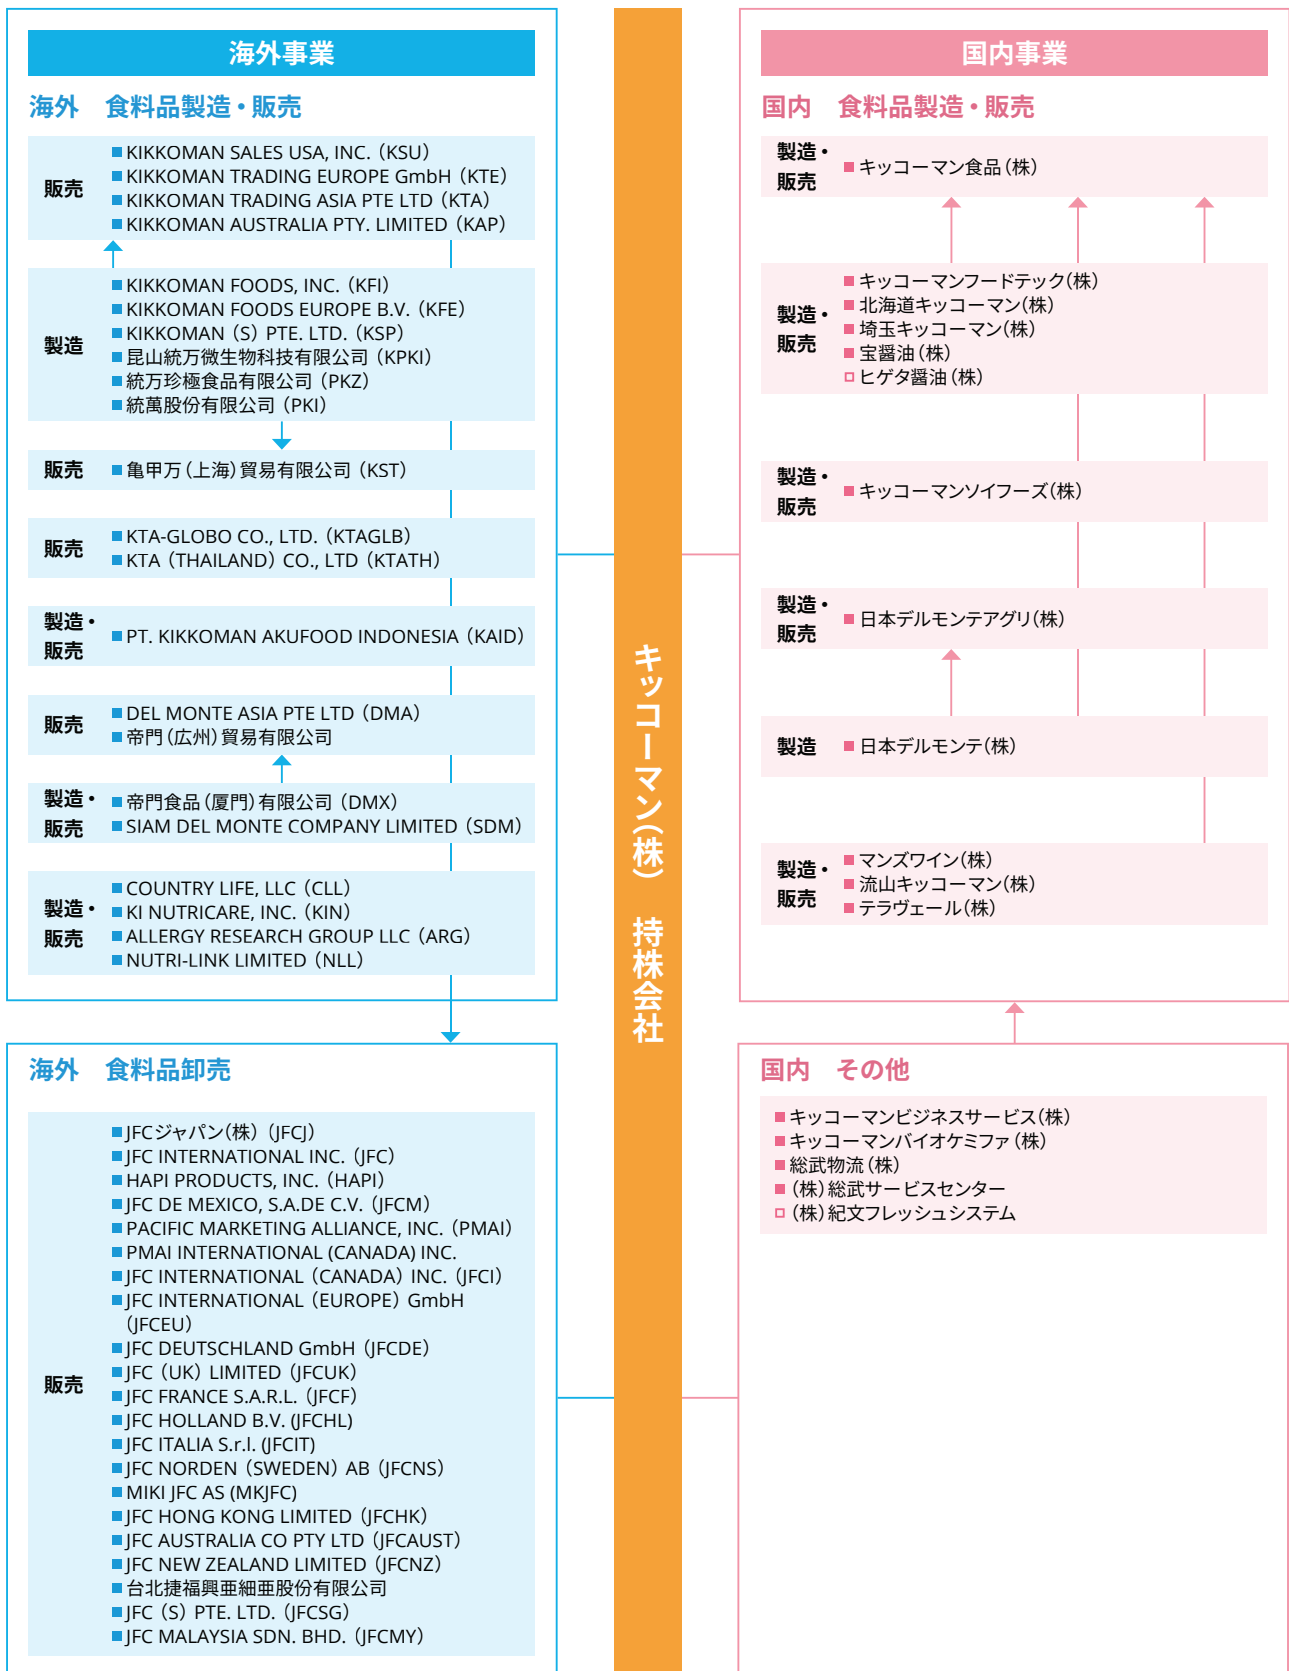 海外事業
海外 食料品製造・販売
販売
■KIKKOMAN SALES USA, INC.（KSU）
■KIKKOMAN TRADING EUROPE GmbH（KTE）
■KIKKOMAN TRADING ASIA PTE LTD（KTA）
■KIKKOMAN AUSTRALIA PTY. LIMITED（KAP）
製造
■KIKKOMAN FOODS, INC.（KFI）
■KIKKOMAN FOODS EUROPE B.V.（KFE）
■KIKKOMAN（S）PTE. LTD.（KSP）
■昆山統万微生物科技有限公司（KPKI）
■統万珍極食品有限公司（PKZ）
■統萬股份有限公司（PKI）
販売
■亀甲万（上海）貿易有限公司（KST）
販売
■KTA-GLOBO CO., LTD.（KTAGLB）
■KTA（THAILAND）CO., LTD（KTATH）
製造・
販売
■PT. KIKKOMAN AKUFOOD INDONESIA（KAID）
販売
■DEL MONTE ASIA PTE LTD（DMA）
■帝門（広州）貿易有限公司
製造・
販売
■帝門食品（厦門）有限公司（DMX）
■SIAM DEL MONTE COMPANY LIMITED（SDM）
製造・
販売
■COUNTRY LIFE, LLC（CLL）
■KI NUTRICARE, INC.（KIN）
■ALLERGY RESEARCH GROUP LLC（ARG）
■NUTRI-LINK LIMITED（NLL）
海外 食料品卸売
販売
■JFCジャパン（株）（JFCJ）
■JFC INTERNATIONAL INC.（JFC）
■HAPI PRODUCTS, INC.（HAPI）
■JFC DE MEXICO, S.A.DE C.V.（JFCM）
■PACIFIC MARKETING ALLIANCE, INC.（PMAI）
■PMAI INTERNATIONAL (CANADA) INC.
■JFC INTERNATIONAL（CANADA）INC.（JFCI）
■JFC INTERNATIONAL（EUROPE）GmbH
（JFCEU）
■JFC DEUTSCHLAND GmbH（JFCDE）
■JFC（UK）LIMITED（JFCUK）
■JFC FRANCE S.A.R.L.（JFCF）
■JFC HOLLAND B.V. (JFCHL)
■JFC ITALIA S.r.l. (JFCIT)
■JFC NORDEN（SWEDEN）AB（JFCNS）
■MIKI JFC AS (MKJFC)
■JFC HONG KONG LIMITED（JFCHK）
■JFC AUSTRALIA CO PTY LTD（JFCAUST）
■JFC NEW ZEALAND LIMITED（JFCNZ）
■台北捷福興亜細亜股份有限公司
■JFC（S）PTE. LTD.（JFCSG）
■JFC MALAYSIA SDN. BHD.（JFCMY）
キッコーマン（株） 持株会社
国内事業
国内 食料品製造・販売
製造・
販売
■キッコーマン食品（株）
製造・
販売
■キッコーマンフードテック（株）
■北海道キッコーマン（株）
■埼玉キッコーマン（株）
■宝醤油（株）
□ヒゲタ醤油（株）
製造・
販売
■キッコーマンソイフーズ（株）
製造・
販売
■日本デルモンテアグリ（株）
製造
■日本デルモンテ（株）
製造・
販売
■マンズワイン（株）
■流山キッコーマン（株）
■テラヴェール（株）
国内 その他
■キッコーマンビジネスサービス（株）
■キッコーマンバイオケミファ（株）
■総武物流（株）
■（株）総武サービスセンター
□（株）紀文フレッシュシステム